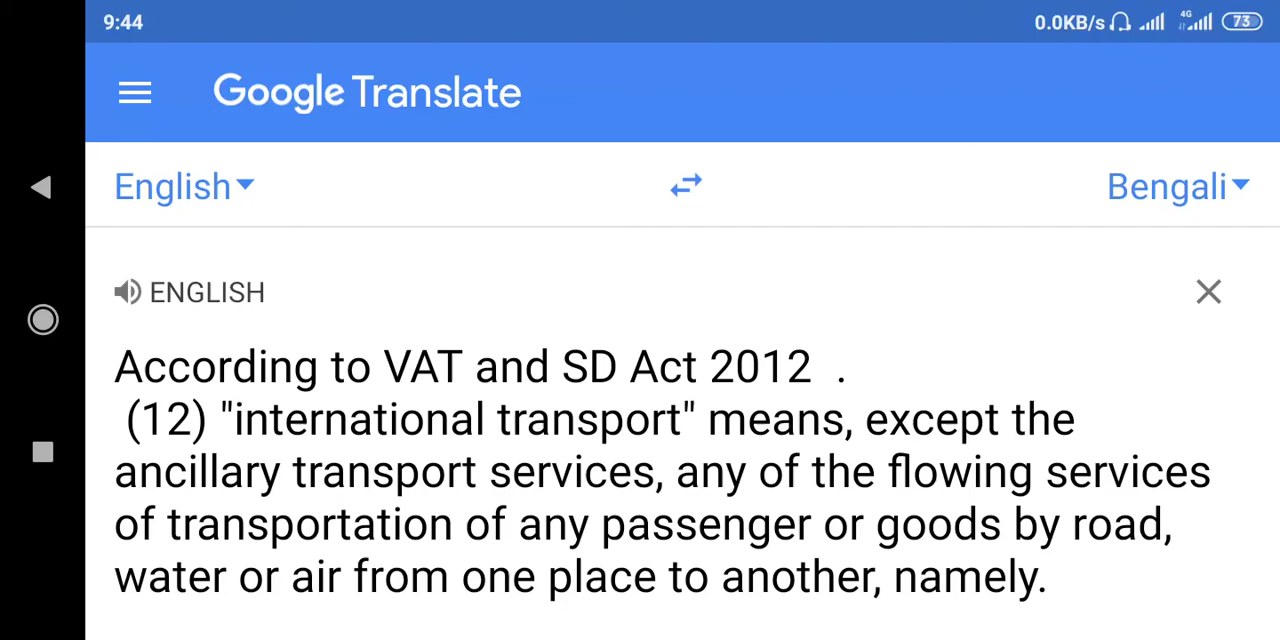 9:44 0.0KB/s 4G 73
Google Translate
English Bengali
ENGLISH
According to VAT and SD Act 2012 .
(12) "international transport" means, except the
ancillary transport services, any of the flowing services
of transportation of any passenger or goods by road,
water or air from one place to another, namely.